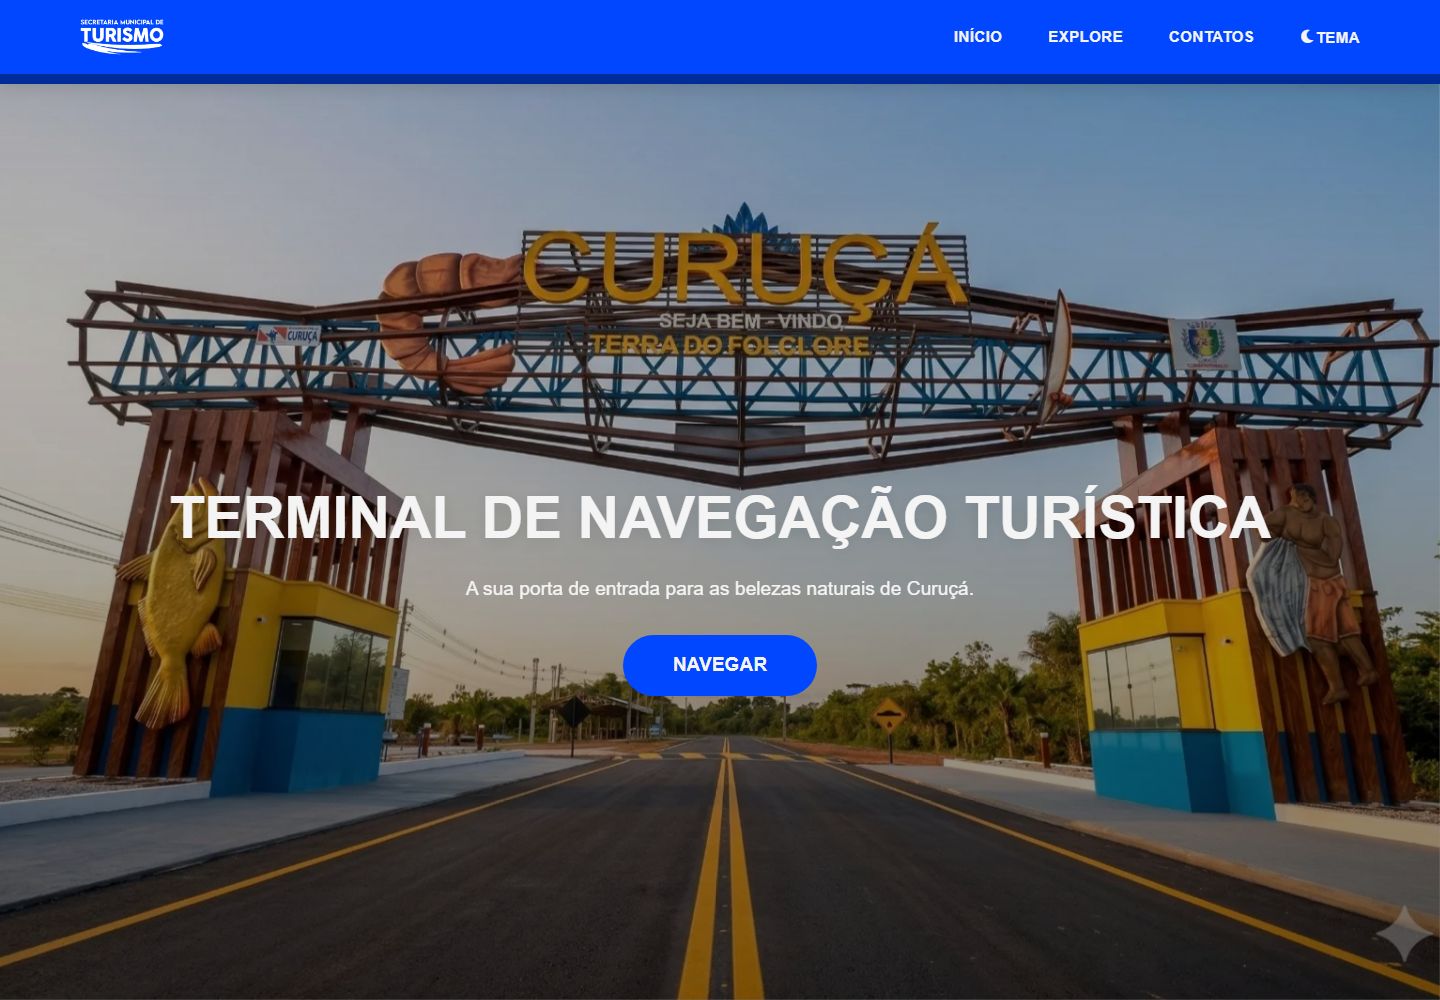 SECRETARIA MUNICIPAL DE
TURISMO
INÍCIO
EXPLORE
CONTATOS
TEMA
CURUÇÁ
SEJA BEM - VINDO,
TERRA DO FOLCLORE
CURUÇÁ
TERMINAL DE NAVEGAÇÃO TURÍSTICA
A sua porta de entrada para as belezas naturais de Curuçá.
NAVEGAR